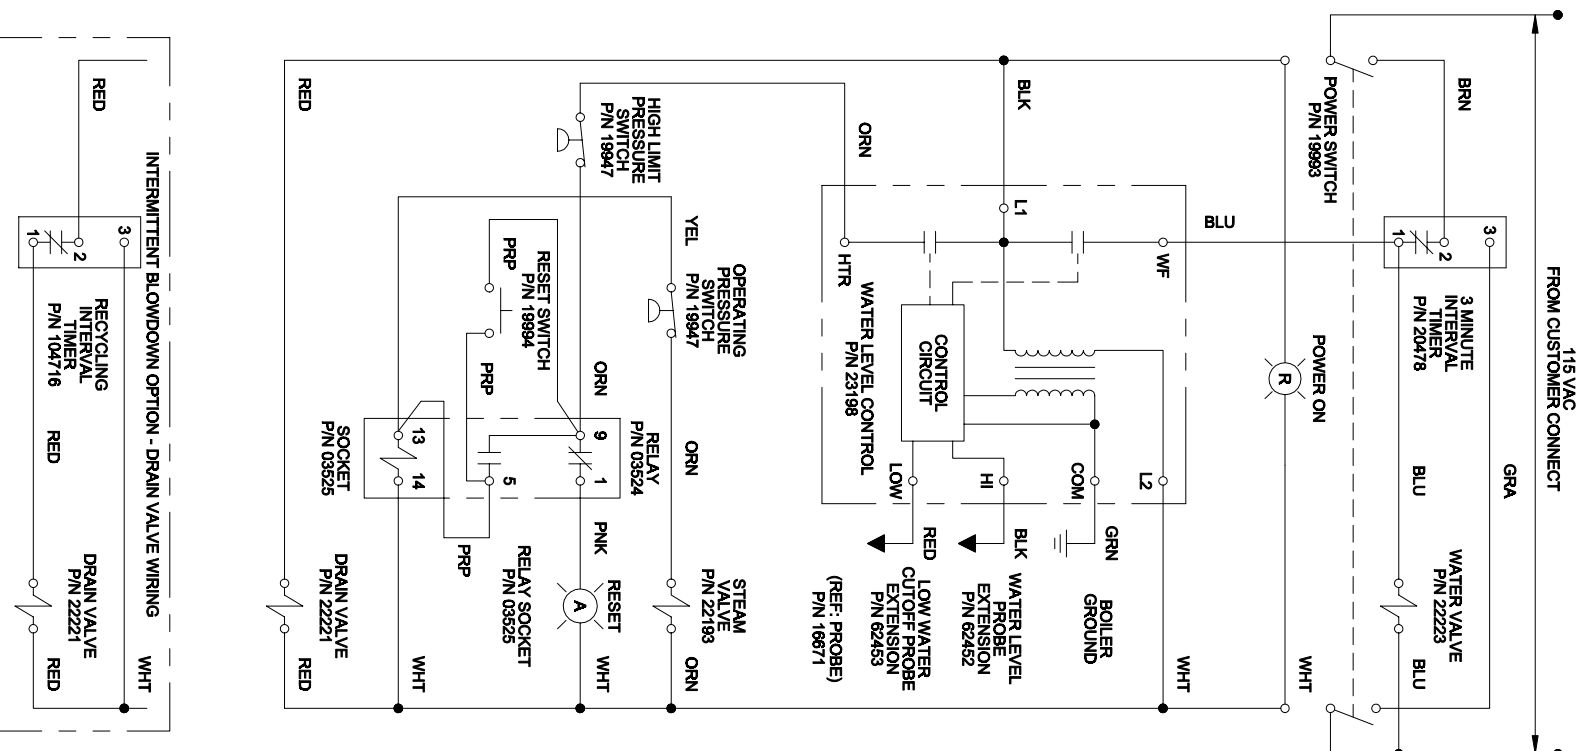 115 VAC
FROM CUSTOMER CONNECT
BRN
POWER SWITCH
P/N 19993
3
2
1
3 MINUTE
INTERVAL
TIMER
P/N 20478
GRA
BLU
WATER VALVE
P/N 22223
BLU
BLU
POWER ON
R
WHT
BLK
L1
WF
HTR
ORN
CONTROL
CIRCUIT
WATER LEVEL CONTROL
P/N 23198
L2
COM
HI
LOW
GRN
BLK
RED
WHT
BOILER
GROUND
WATER LEVEL
PROBE
EXTENSION
P/N 62452
LOW WATER
CUTOFF PROBE
EXTENSION
P/N 62453
(REF: PROBE)
P/N 16671
HIGH LIMIT
PRESSURE
SWITCH
P/N 19947
YEL
OPERATING
PRESSURE
SWITCH
P/N 19947
ORN
STEAM
VALVE
P/N 22193
ORN
PRP
RESET SWITCH
P/N 19994
PRP
ORN
9
1
5
13
14
RELAY
P/N 03524
SOCKET
P/N 03525
PNK
RESET
A
WHT
PRP
RELAY SOCKET
P/N 03525
WHT
RED
DRAIN VALVE
P/N 22221
RED
INTERMITTENT BLOWDOWN OPTION - DRAIN VALVE WIRING
RED
3
2
1
RECYCLING
INTERVAL
TIMER
P/N 104716
RED
DRAIN VALVE
P/N 22221
RED
WHT